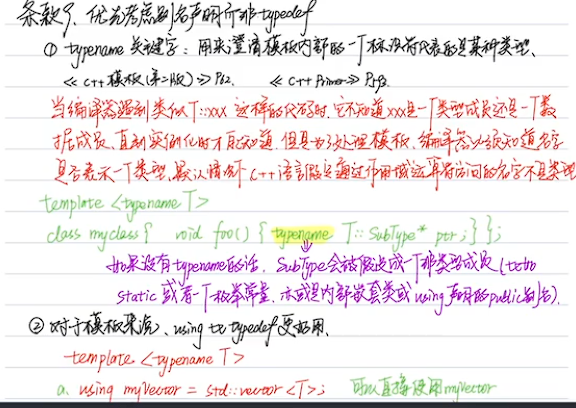 条款9、优先考虑别名声明而非typedef
① typename 关键字：用来澄清模板内部的一个标识符代表的是某种类型、
《C++模板(第二版)》P62. 《C++ Primer》P593.
当编译器遇到类似T::xxx 这样的代码时，它不知道xxx是一个类型成员还是一个数
据成员，直到实例化时才能知道。但是为了处理模板，编译器必须知道名字
是否表示一个类型，默认情况下 C++语言假定通过作用域运算符访问的名字不是类型
template <typename T>
class myclass { void foo() { typename T::SubType* ptr; } };
如果没有typename的话，SubType会被假定成一个非类型成员（比如
static 或者一个枚举常量，亦或是内部嵌套类或using声明的public别名）.
② 对于模板来说、using 比 typedef更好用、
template <typename T>
a. using myVector = std::vector <T>; 可以直接使用myVector